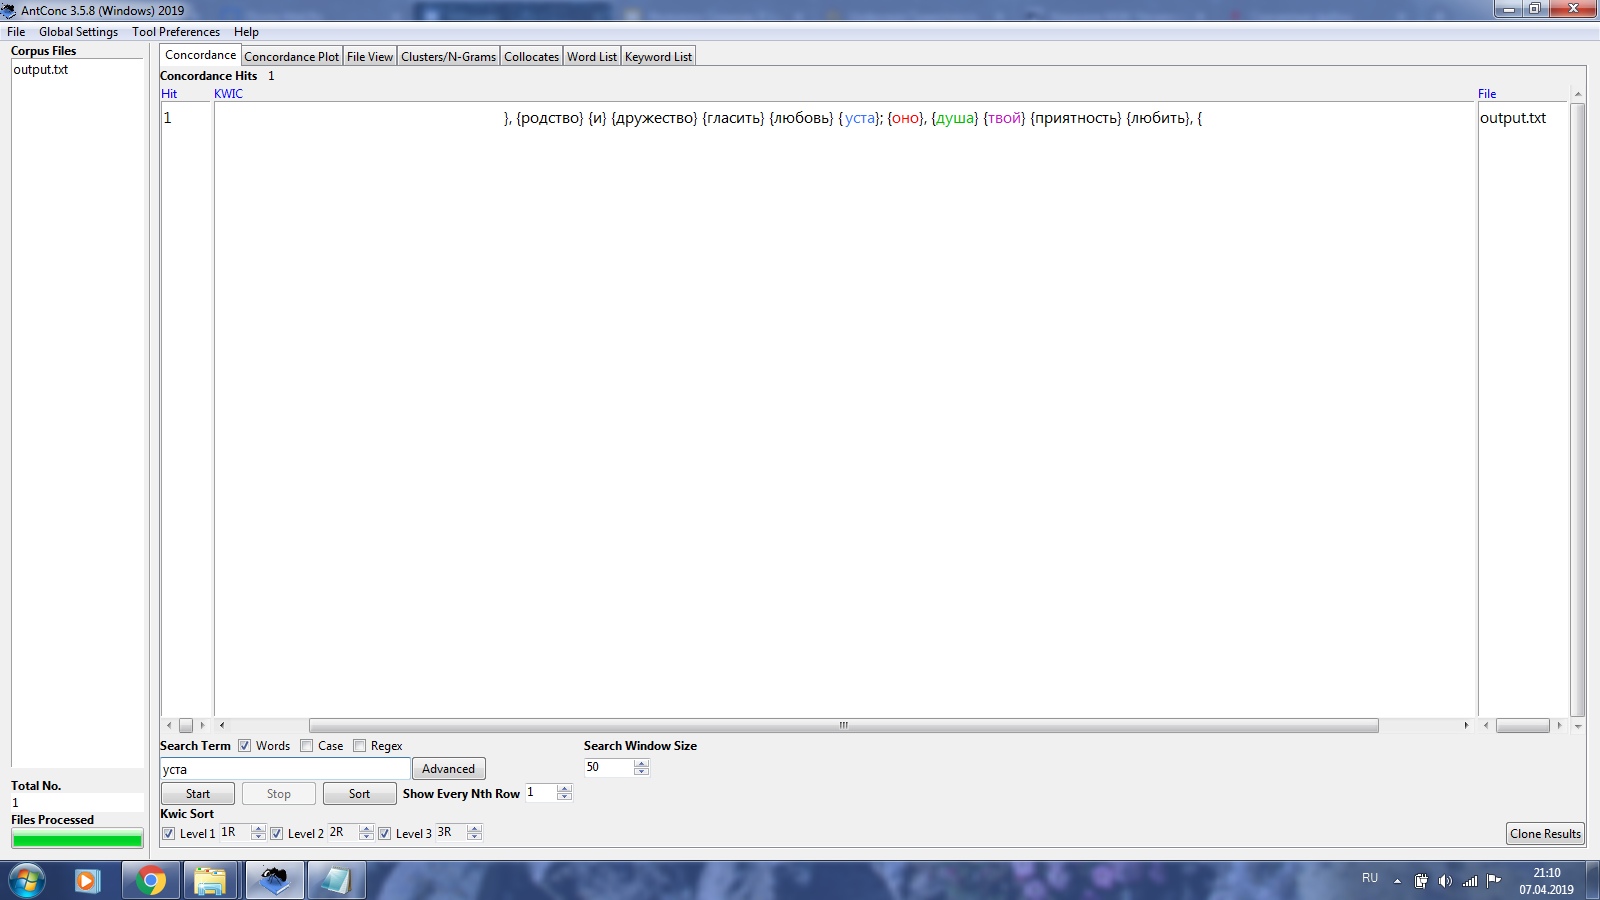 AntConc 3.5.8 (Windows) 2019
File Global Settings Tool Preferences Help
Corpus Files
output.txt
Concordance Concordance Plot File View Clusters/N-Grams Collocates Word List Keyword List
Concordance Hits 1
Hit KWIC File
1 }, {родство} {и} {дружество} {гласить} {любовь} {уста}; {оно}, {душа} {твой} {приятность} {любить}, { output.txt
Search Term Words Case Regex Search Window Size
уста Advanced 50
Start Stop Sort Show Every Nth Row 1
Kwic Sort
Level 1 1R Level 2 2R Level 3 3R Clone Results
Total No.
1
Files Processed
RU 21:10
07.04.2019